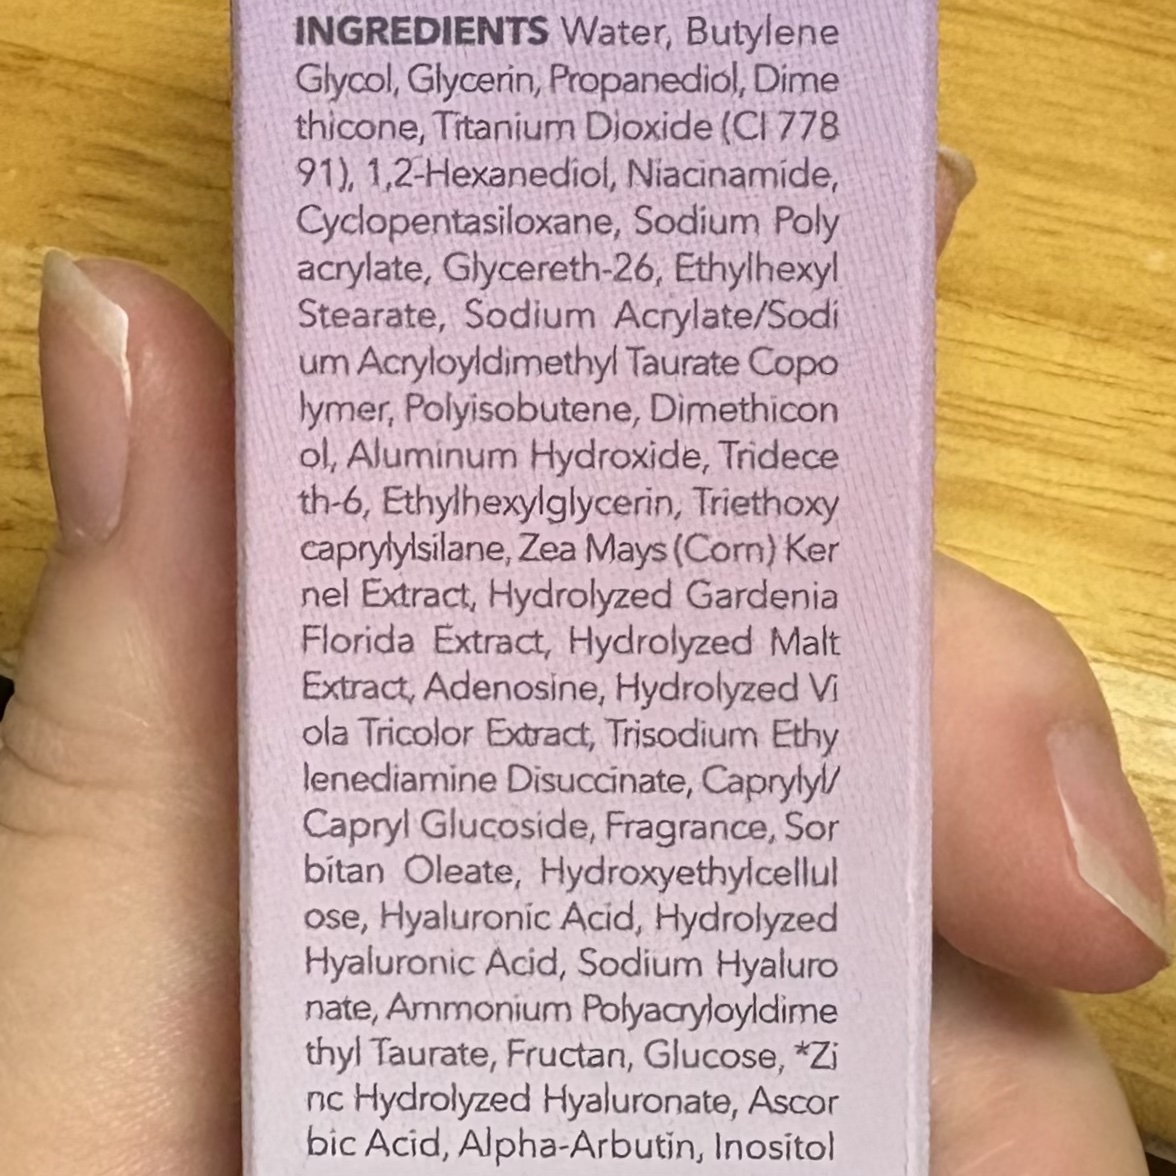 INGREDIENTS Water, Butylene
Glycol, Glycerin, Propanediol, Dime
thicone, Titanium Dioxide (CI 778
91), 1,2-Hexanediol, Niacinamide,
Cyclopentasiloxane, Sodium Poly
acrylate, Glycereth-26, Ethylhexyl
Stearate, Sodium Acrylate/Sodi
um Acryloyldimethyl Taurate Copo
lymer, Polyisobutene, Dimethicon
ol, Aluminum Hydroxide, Tridece
th-6, Ethylhexylglycerin, Triethoxy
caprylylsilane, Zea Mays (Corn) Ker
nel Extract, Hydrolyzed Gardenia
Florida Extract, Hydrolyzed Malt
Extract, Adenosine, Hydrolyzed Vi
ola Tricolor Extract, Trisodium Ethy
lenediamine Disuccinate, Caprylyl/
Capryl Glucoside, Fragrance, Sor
bitan Oleate, Hydroxyethylcellul
ose, Hyaluronic Acid, Hydrolyzed
Hyaluronic Acid, Sodium Hyaluro
nate, Ammonium Polyacryloyldime
thyl Taurate, Fructan, Glucose, *Zi
nc Hydrolyzed Hyaluronate, Ascor
bic Acid, Alpha-Arbutin, Inositol